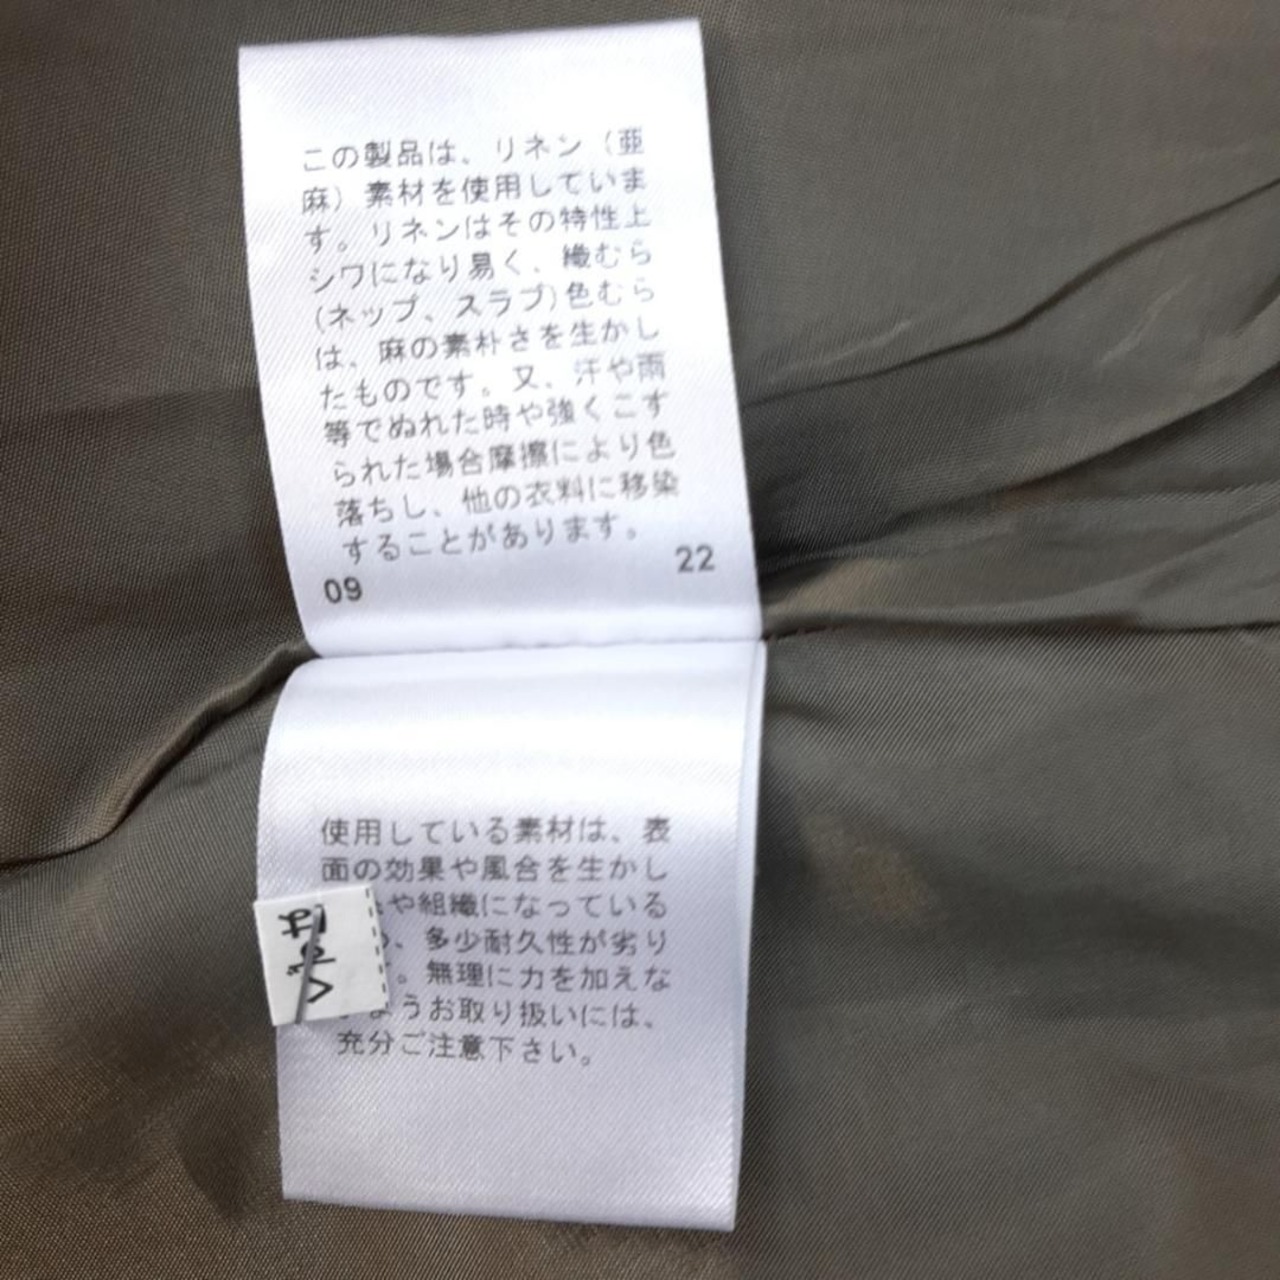 この製品は、リネン（亜
麻）素材を使用していま
す。リネンはその特性上
シワになり易く、織むら
(ネップ、スラブ)色むら
は、麻の素朴さを生かし
たものです。又、汗や雨
等でぬれた時や強くこす
られた場合摩擦により色
落ちし、他の衣料に移染
することがあります。
09 22
使用している素材は、表
面の効果や風合を生かし
や組織になっている
、多少耐久性が劣り
。無理に力を加えな
ようお取り扱いには、
充分ご注意下さい。